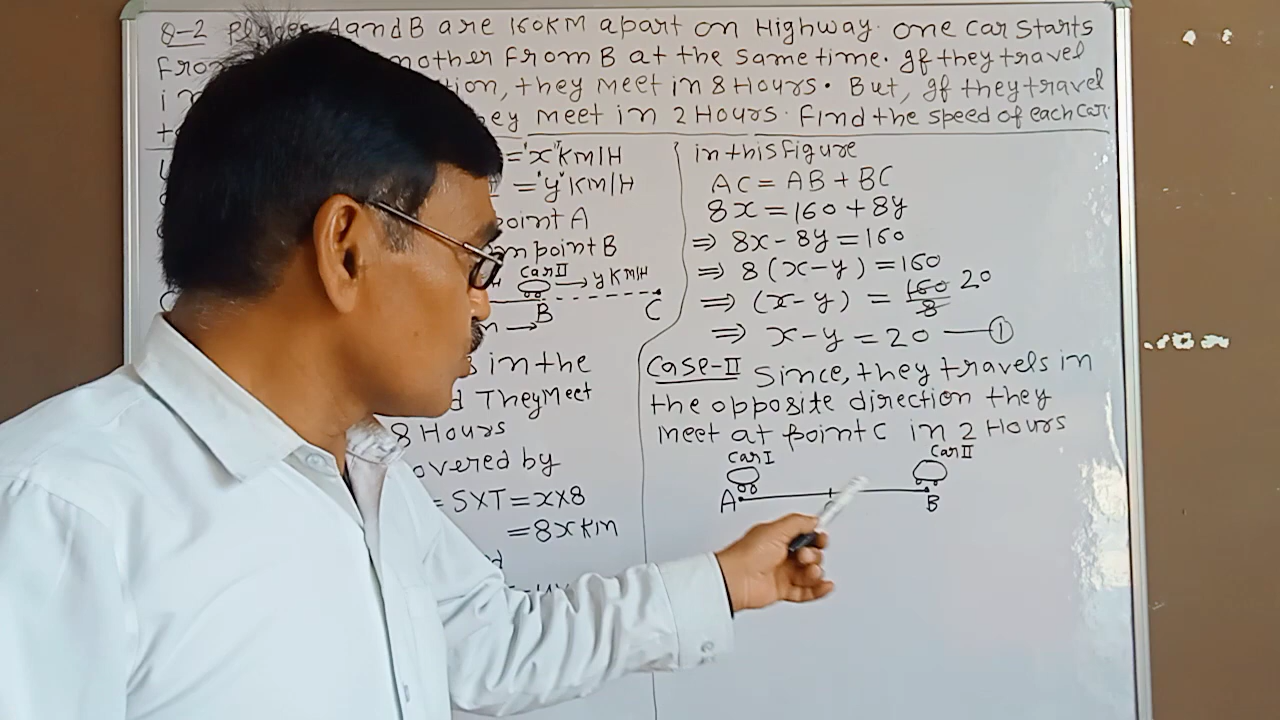 Q-2 Places A and B are 160KM apart on Highway. One car starts
From nother From B at the same time. If they travel
in tion, they meet in 8 Hours. But, If they travel
hey meet in 2 Hours. Find the speed of each car.
= 'x' KM/H
= 'y' KM/H
point A
m point B
Car II
y KM/H
B
C
in the
d They Meet
8 Hours
overed by
= S×T = x×8
= 8x KM
in this Figure
AC = AB + BC
8x = 160 + 8y
⇒ 8x - 8y = 160
⇒ 8(x-y) = 160
⇒ (x-y) = 160/8 20
⇒ x-y = 20 —— ①
Case-II Since, they travels in
the opposite direction they
Meet at point C in 2 Hours
Car I Car II
A B